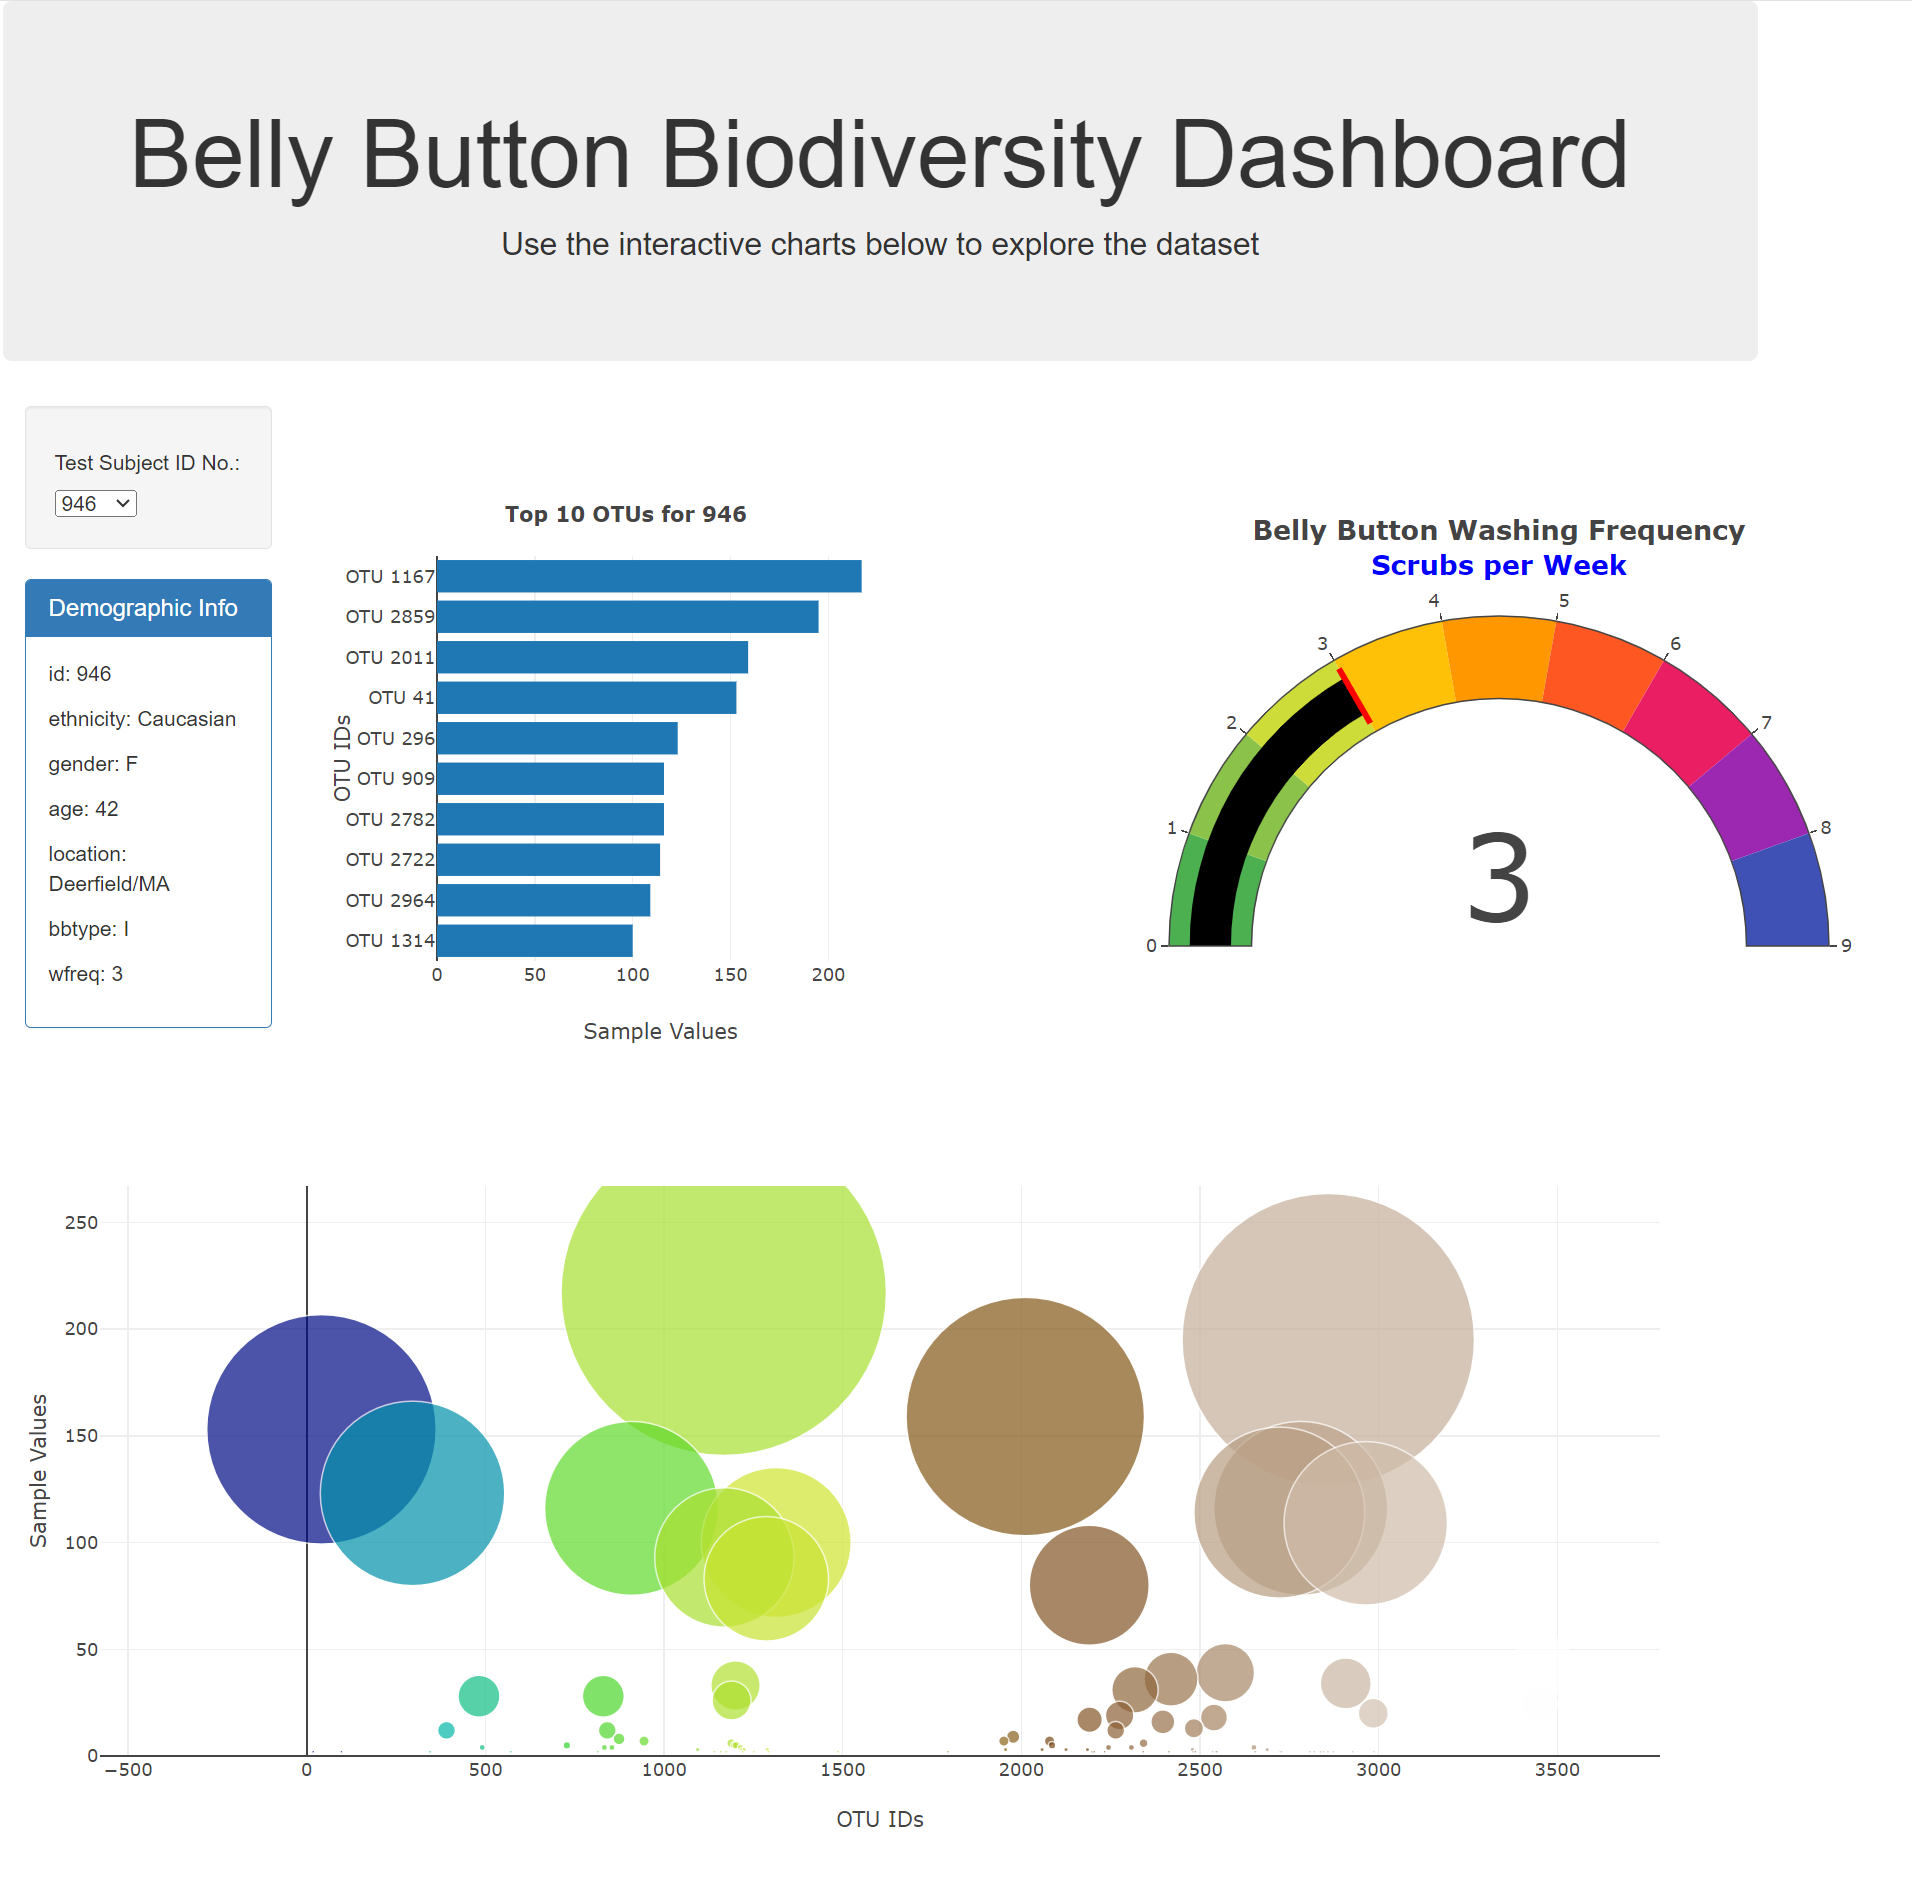 Belly Button Biodiversity Dashboard
Use the interactive charts below to explore the dataset
Test Subject ID No.:
946
Demographic Info
id: 946
ethnicity: Caucasian
gender: F
age: 42
location:
Deerfield/MA
bbtype: I
wfreq: 3
Top 10 OTUs for 946
OTU IDs
OTU 1167
OTU 2859
OTU 2011
OTU 41
OTU 296
OTU 909
OTU 2782
OTU 2722
OTU 2964
OTU 1314
0 50 100 150 200
Sample Values
Belly Button Washing Frequency
Scrubs per Week
0 1 2 3 4 5 6 7 8 9
3
Sample Values
250
200
150
100
50
0
−500 0 500 1000 1500 2000 2500 3000 3500
OTU IDs